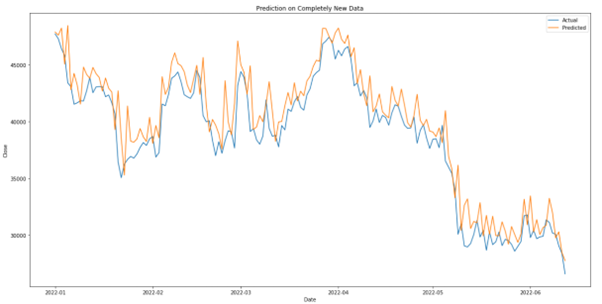 Prediction on Completely New Data
Actual
Predicted
45000
40000
35000
30000
Close
2022-01
2022-02
2022-03
2022-04
2022-05
2022-06
Date